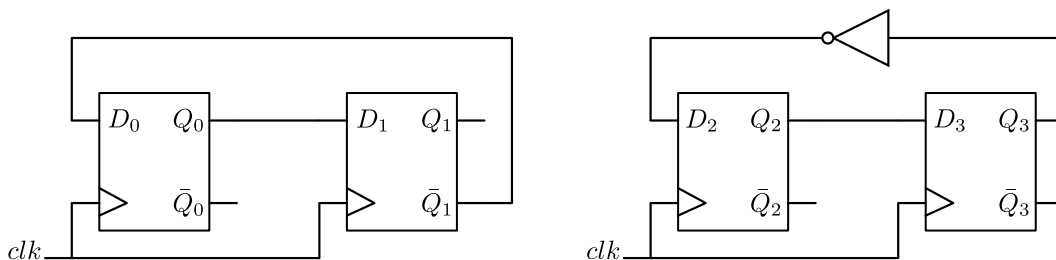 D₀ Q₀ D₁ Q₁ D₂ Q₂ D₃ Q₃
Q̄₀ Q̄₁ Q̄₂ Q̄₃
clk clk